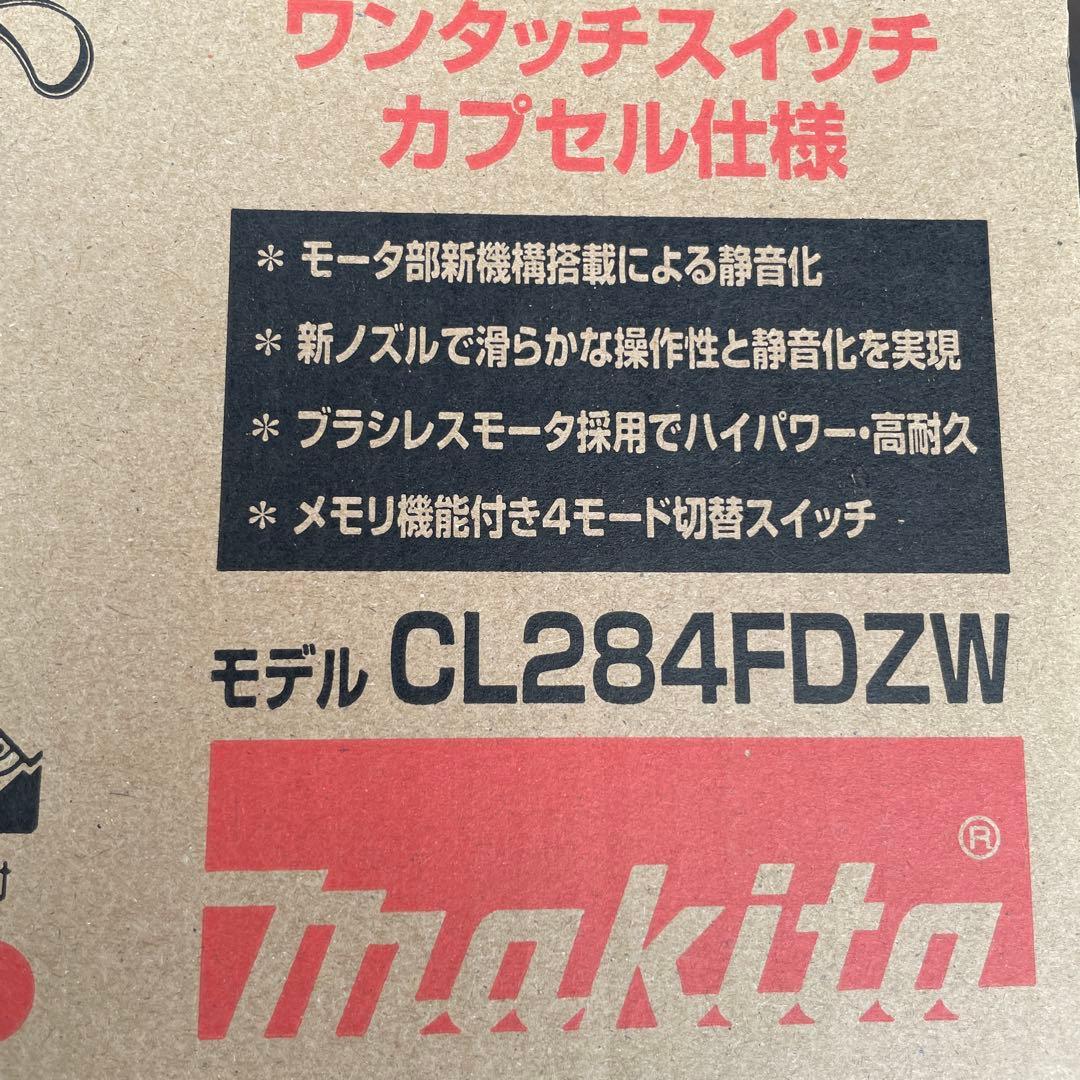 ワンタッチスイッチ
カプセル仕様
* モータ部新機構搭載による静音化
* 新ノズルで滑らかな操作性と静音化を実現
* ブラシレスモータ採用でハイパワー・高耐久
* メモリ機能付き4モード切替スイッチ
モデル CL284FDZW
makita®